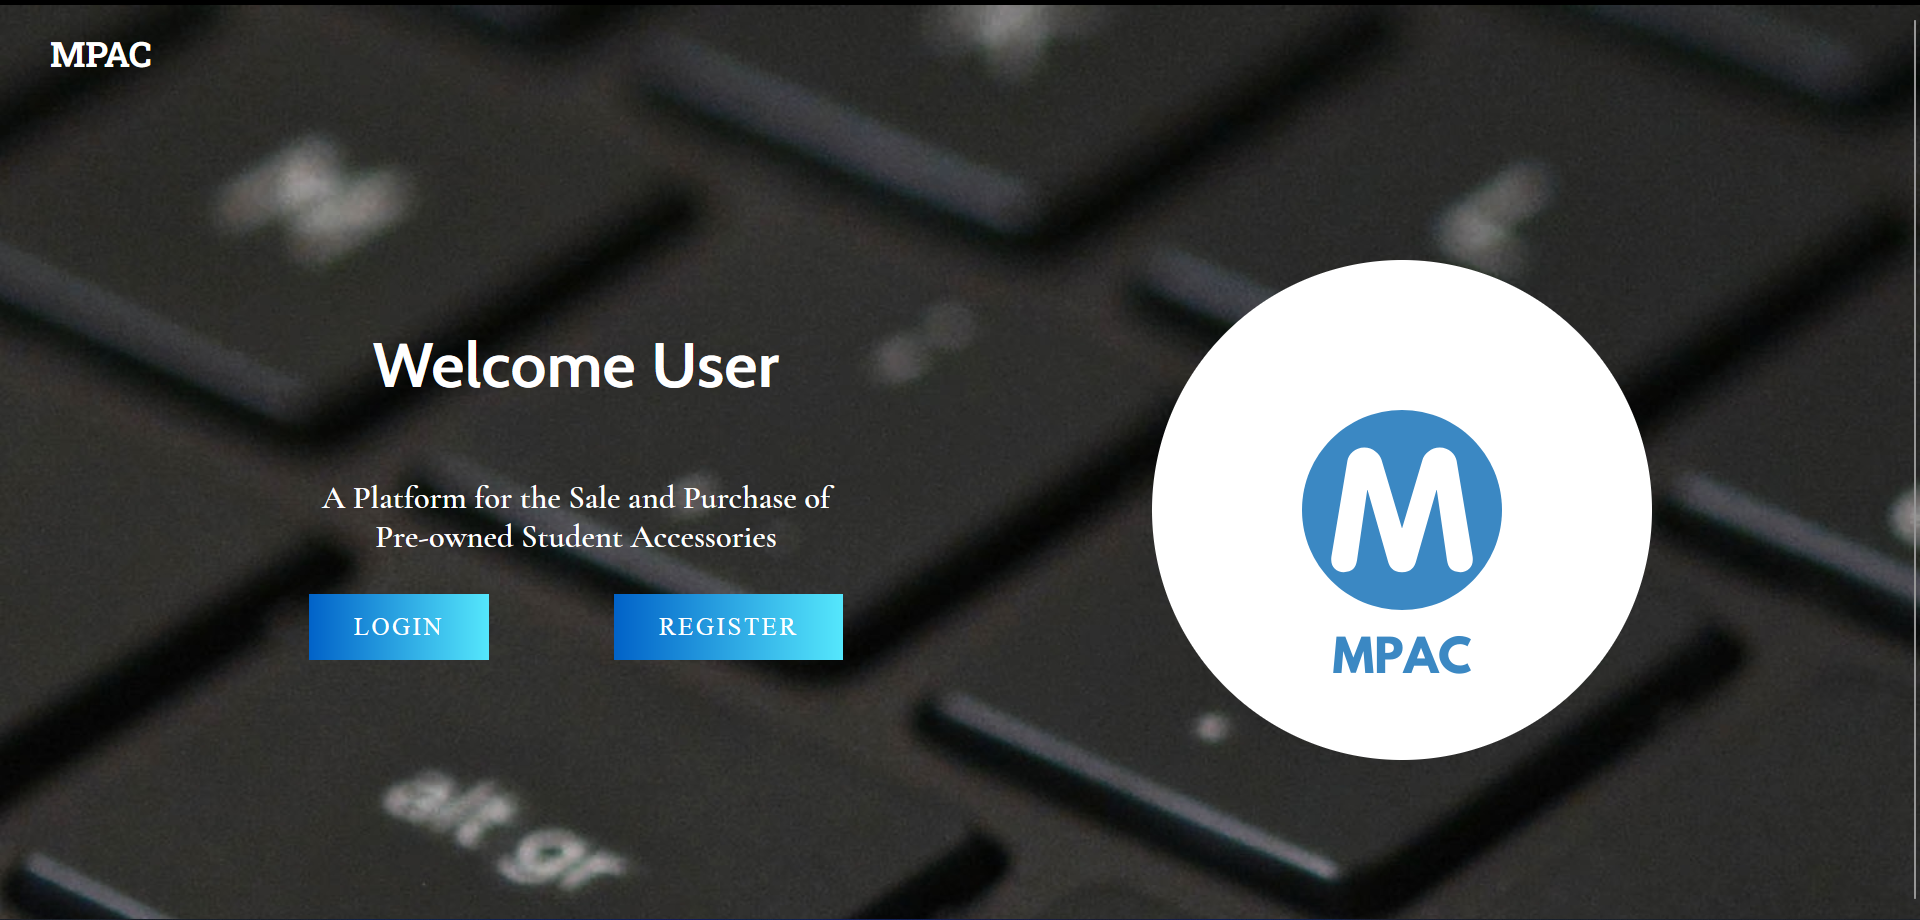 MPAC
Welcome User
A Platform for the Sale and Purchase of
Pre-owned Student Accessories
LOGIN
REGISTER
M
MPAC
alt gr